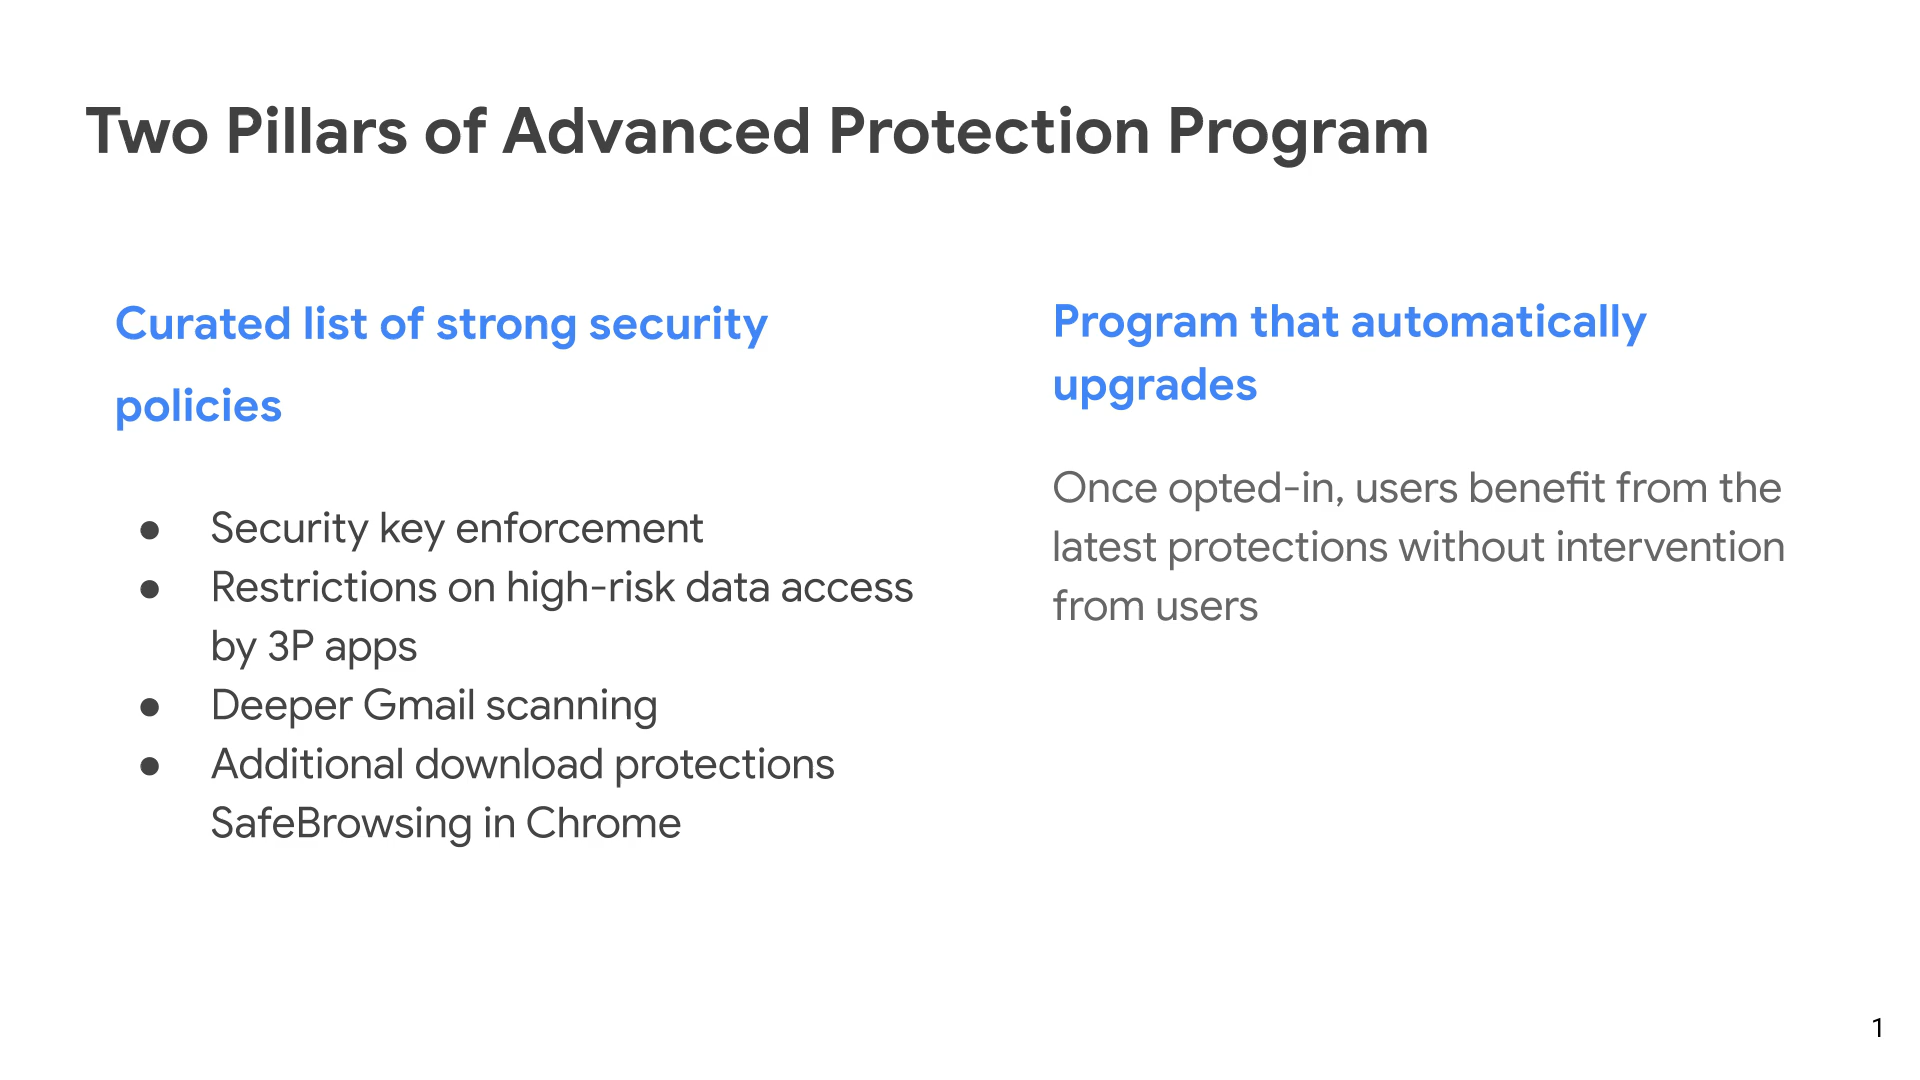 Two Pillars of Advanced Protection Program
Curated list of strong security
policies
● Security key enforcement
● Restrictions on high-risk data access
by 3P apps
● Deeper Gmail scanning
● Additional download protections
SafeBrowsing in Chrome
Program that automatically
upgrades
Once opted-in, users benefit from the
latest protections without intervention
from users
1